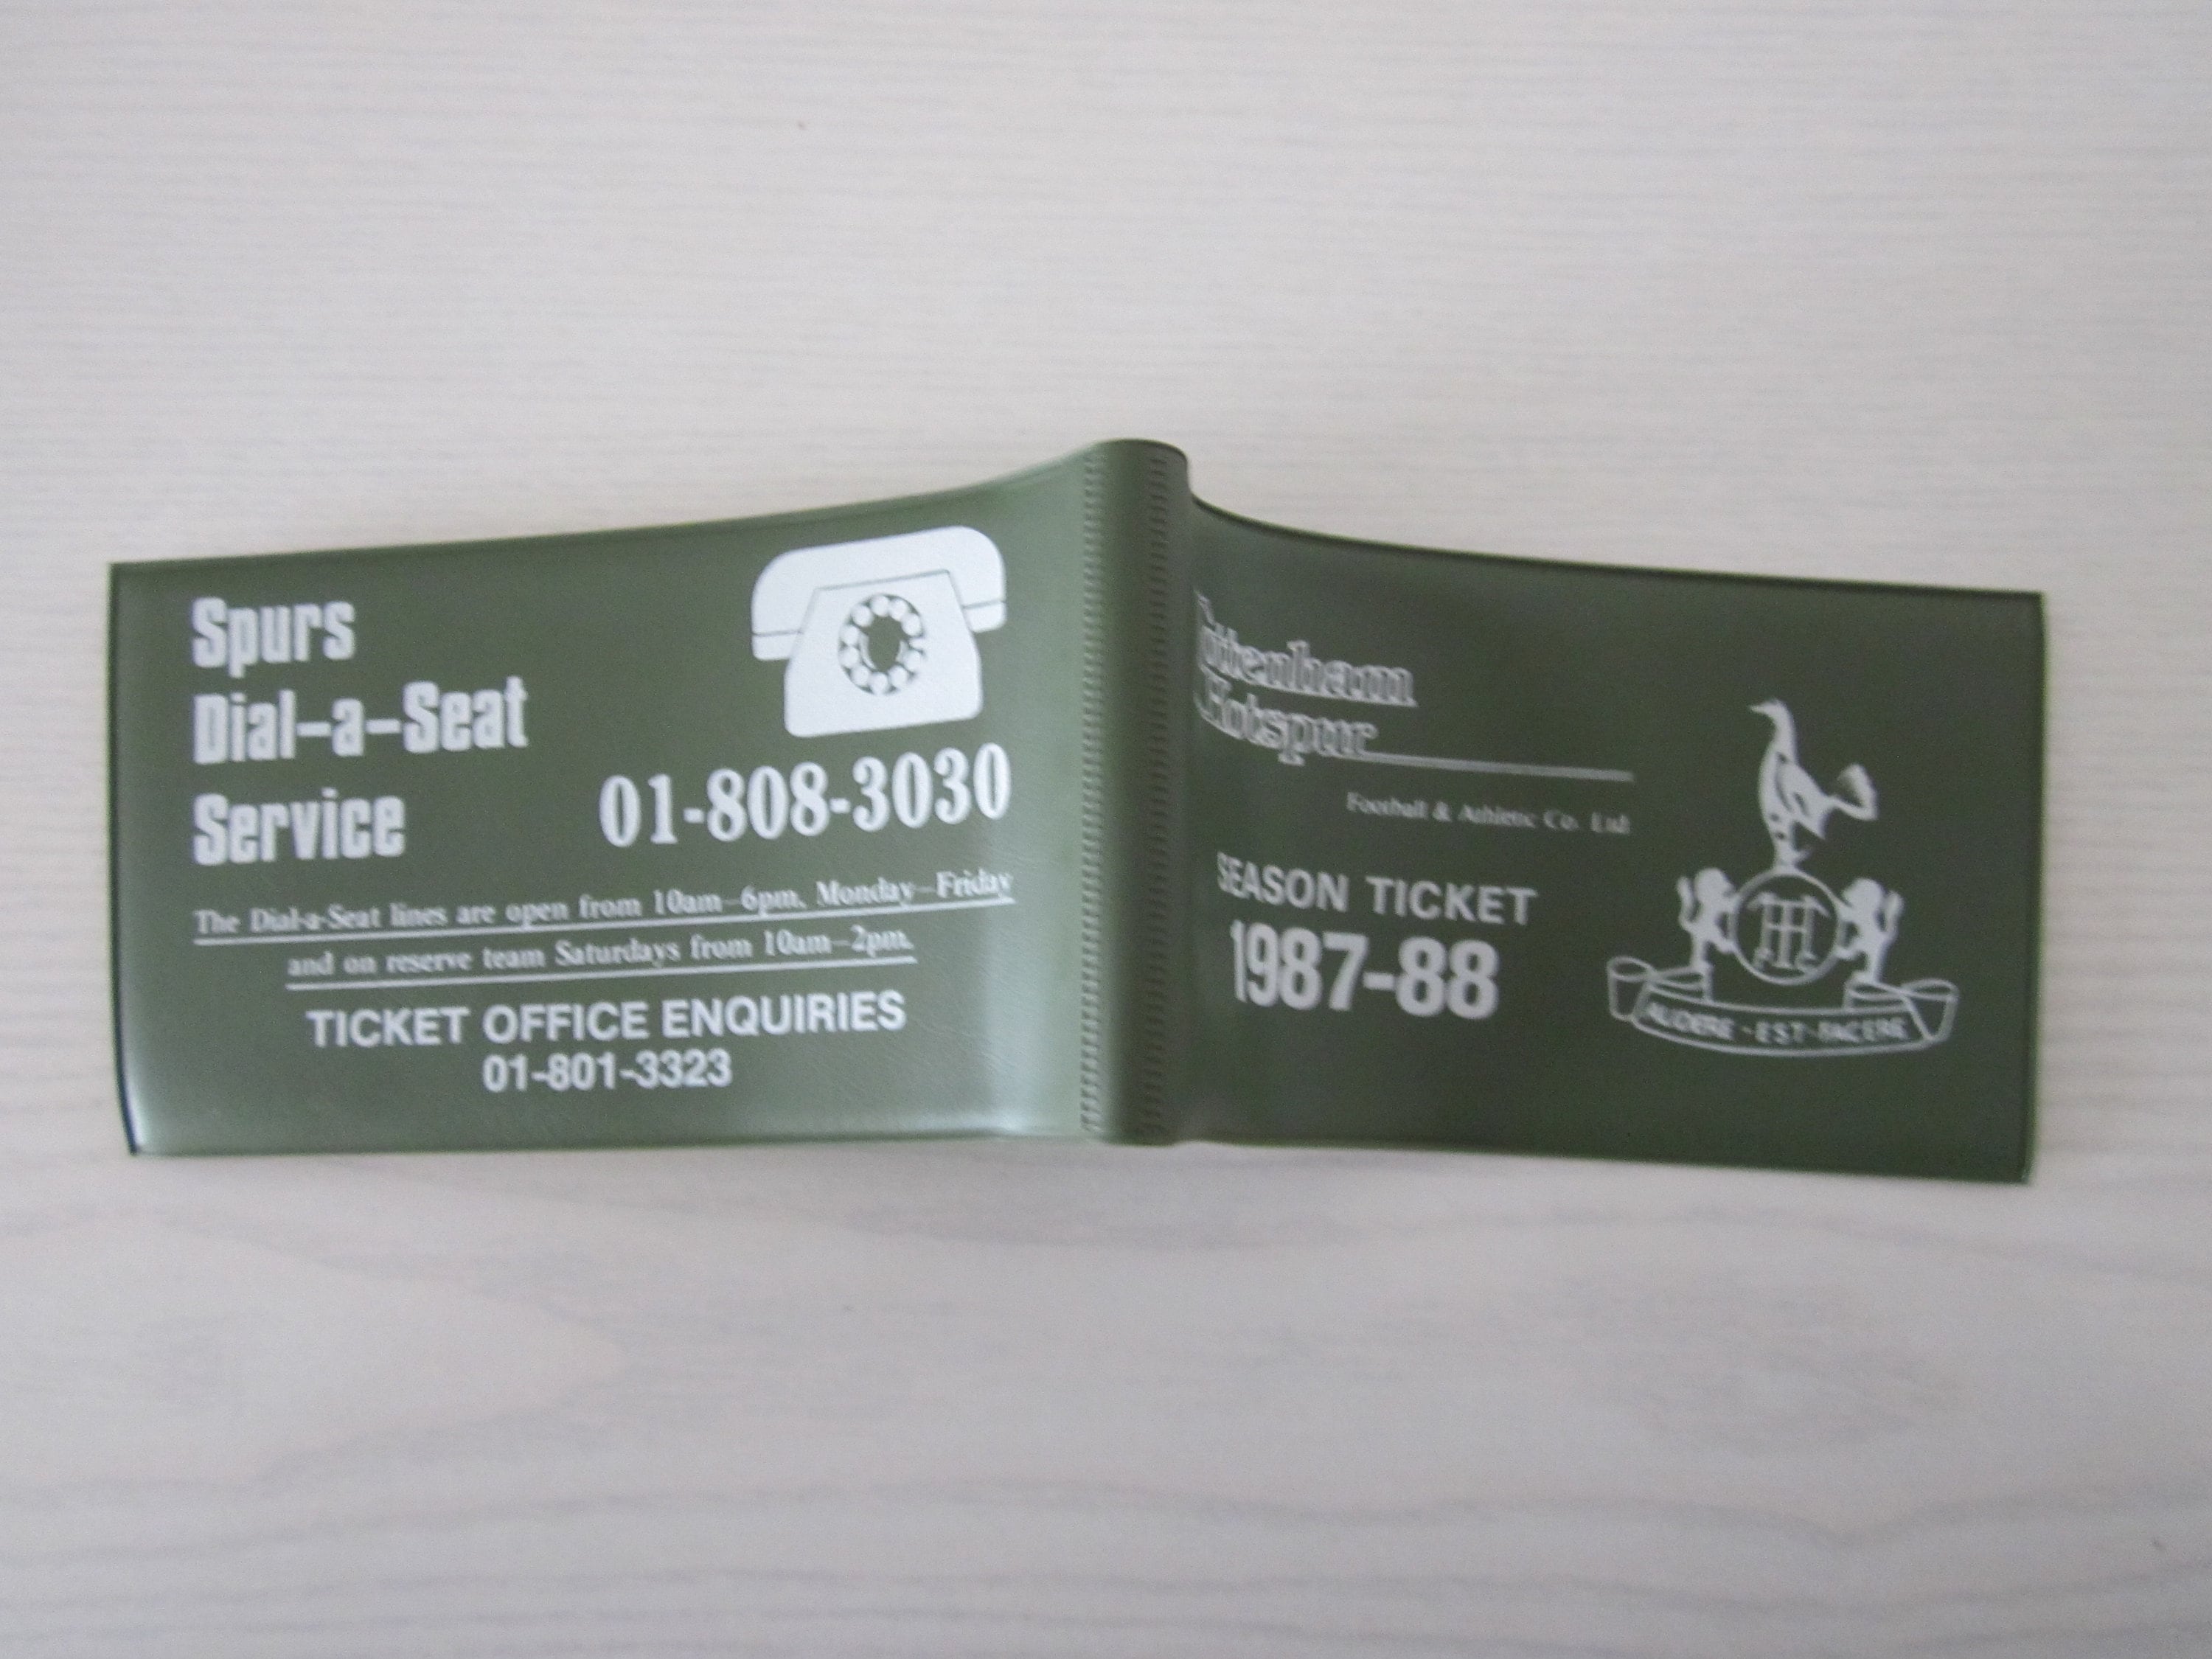 Spurs
Dial-a-Seat
Service
01-808-3030
The Dial-a-Seat lines are open from 10am–6pm, Monday–Friday
and on reserve team Saturdays from 10am–2pm.
TICKET OFFICE ENQUIRIES
01-801-3323
Tottenham
Hotspur
Football & Athletic Co. Ltd
SEASON TICKET
1987-88
AUDERE · EST · FACERE